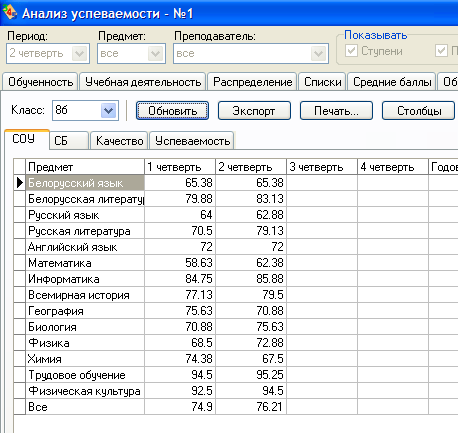 Анализ успеваемости - №1
Период: Предмет: Преподаватель: Показывать
2 четверть все все Ступени
Обученность Учебная деятельность Распределение Списки Средние баллы
Класс: 8б Обновить Экспорт Печать... Столбцы
СОУ СБ Качество Успеваемость
Предмет 1 четверть 2 четверть 3 четверть 4 четверть
Белорусский язык 65.38 65.38
Белорусская литерату 79.88 83.13
Русский язык 64 62.88
Русская литература 70.5 79.13
Английский язык 72 72
Математика 58.63 62.38
Информатика 84.75 85.88
Всемирная история 77.13 79.5
География 75.63 70.88
Биология 70.88 75.63
Физика 68.5 72.88
Химия 74.38 67.5
Трудовое обучение 94.5 95.25
Физическая культура 92.5 94.5
Все 74.9 76.21